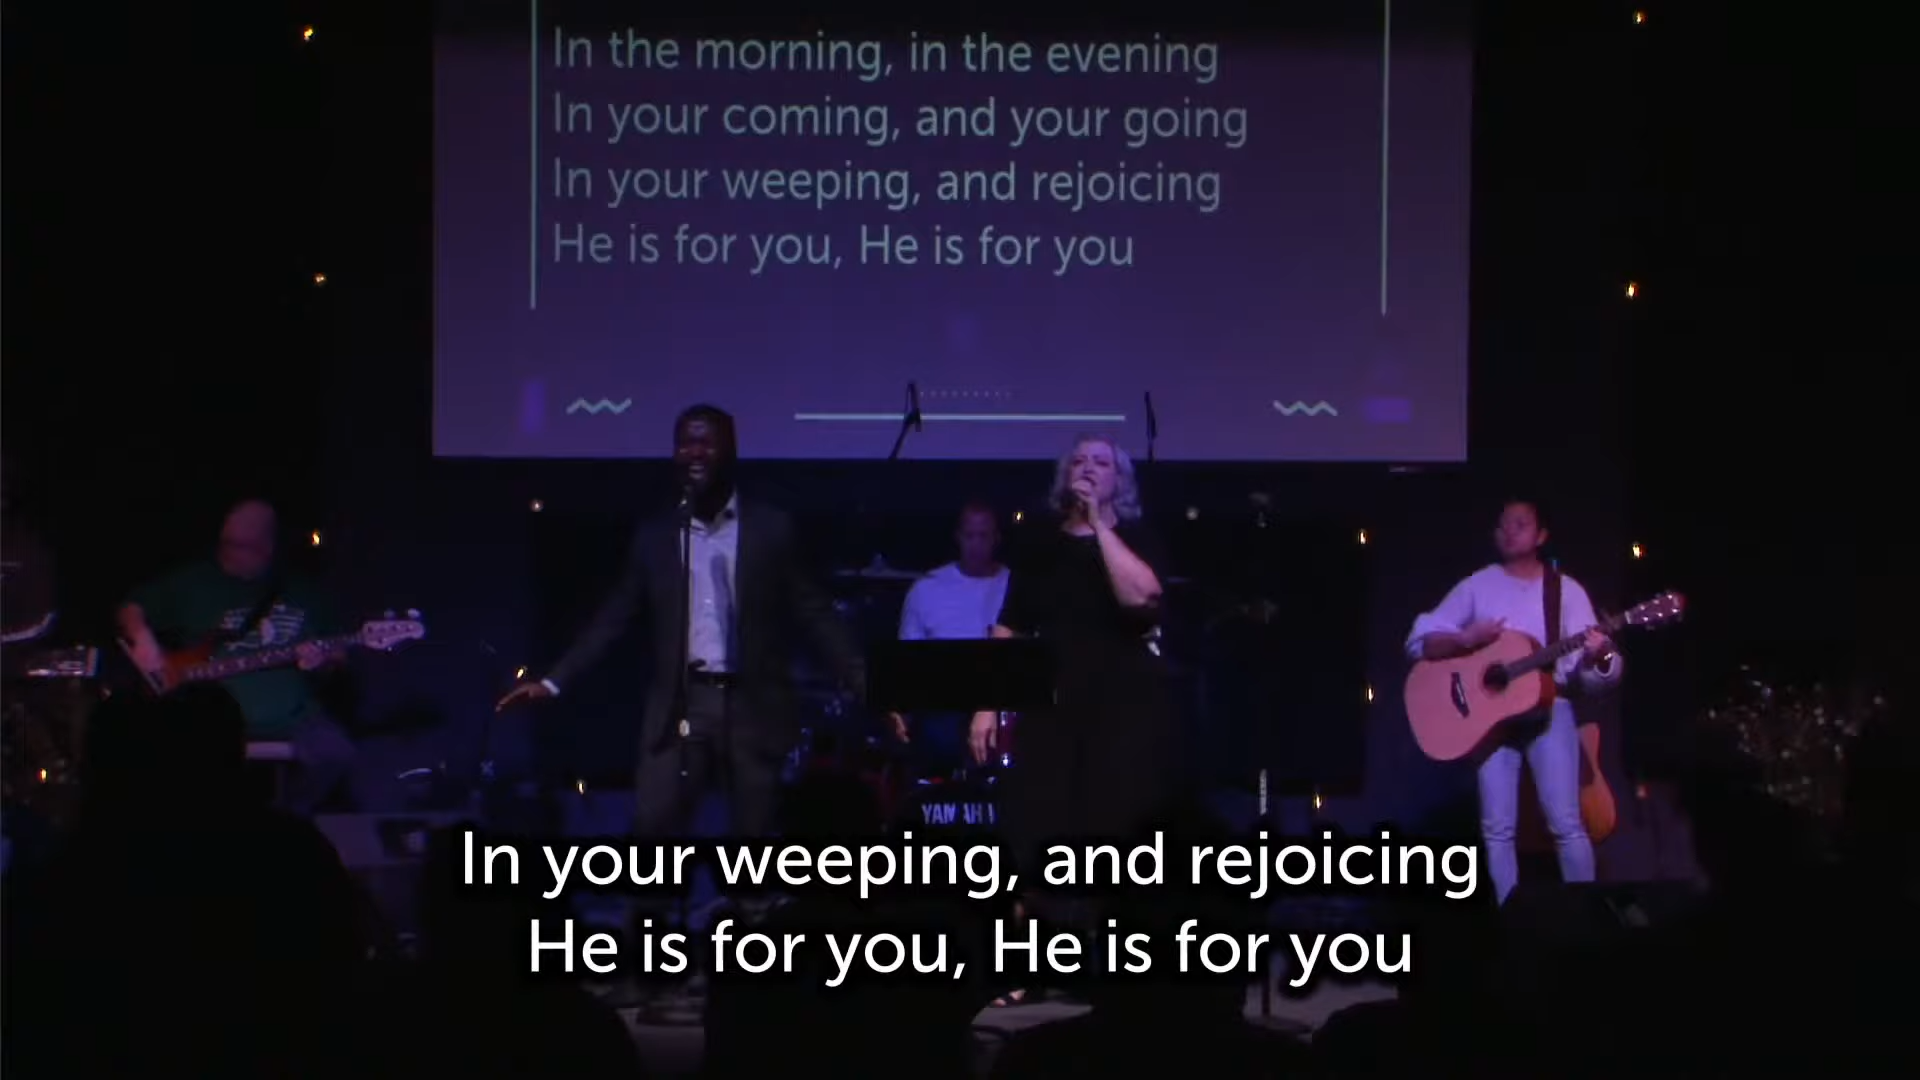 In the morning, in the evening
In your coming, and your going
In your weeping, and rejoicing
He is for you, He is for you
YAMAHA
In your weeping, and rejoicing
He is for you, He is for you